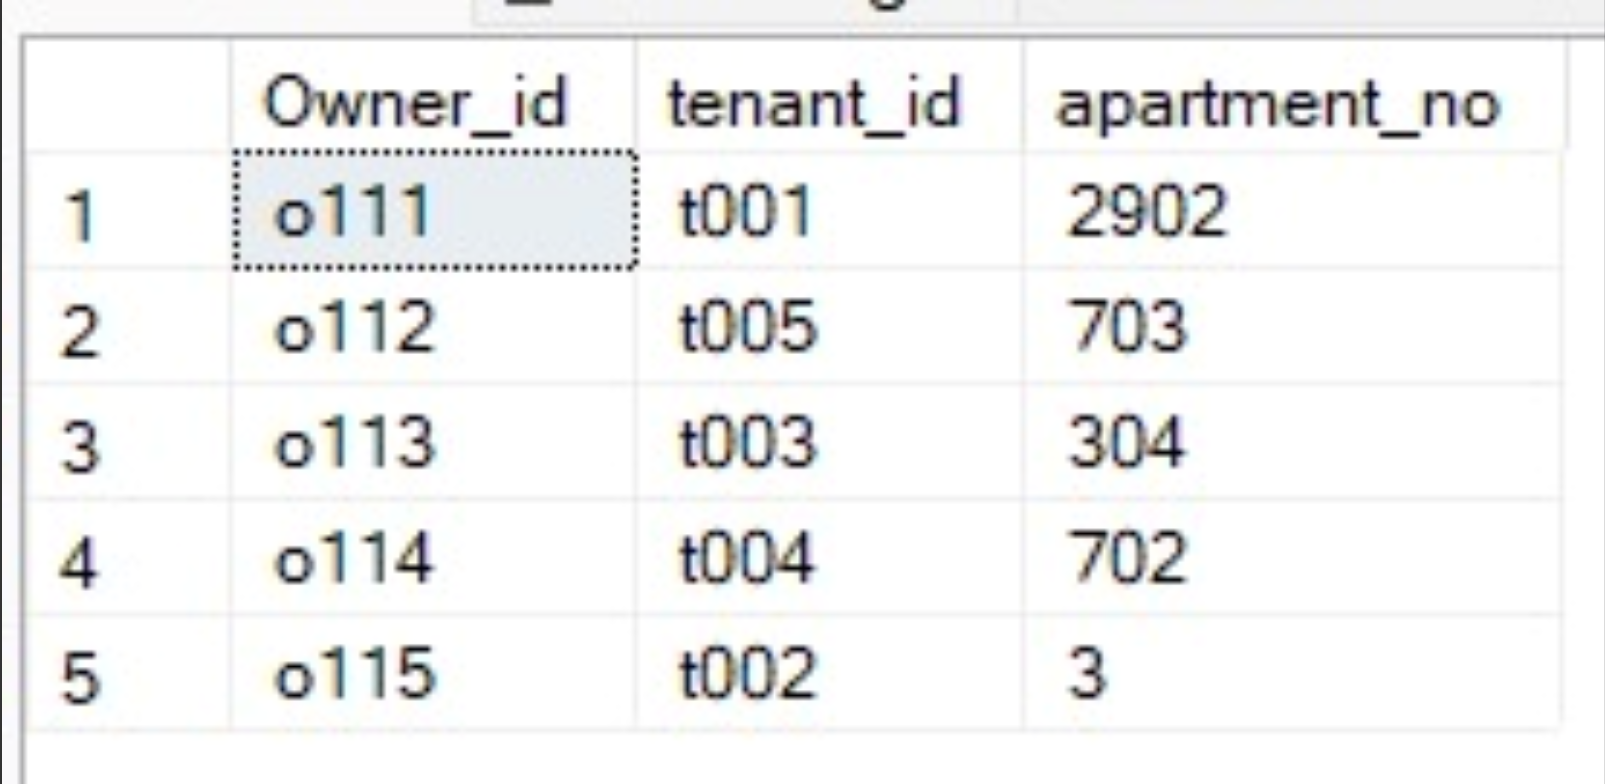 Owner_id tenant_id apartment_no
1 o111 t001 2902
2 o112 t005 703
3 o113 t003 304
4 o114 t004 702
5 o115 t002 3